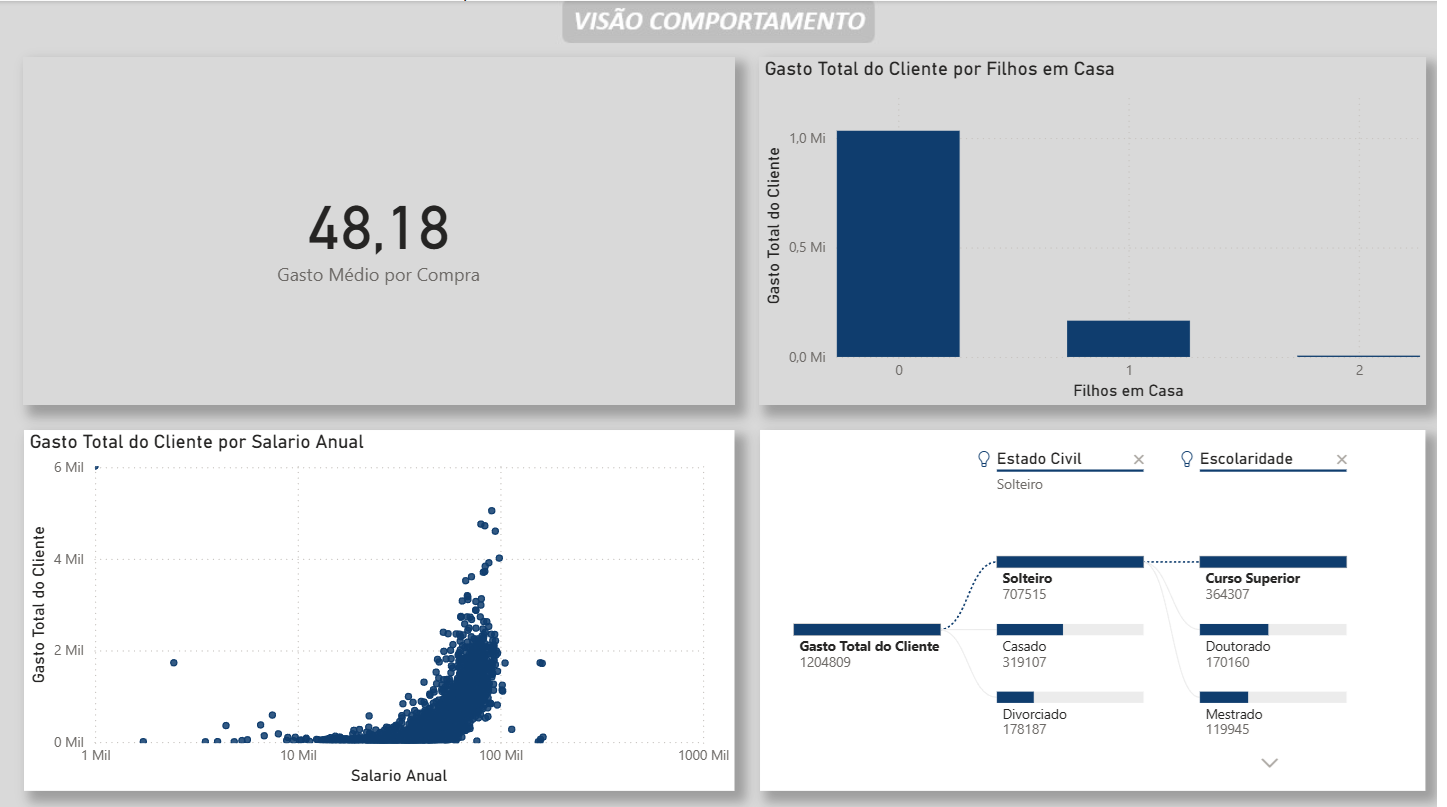 VISÃO COMPORTAMENTO
48,18
Gasto Médio por Compra
Gasto Total do Cliente por Filhos em Casa
Gasto Total do Cliente
1,0 Mi
0,5 Mi
0,0 Mi
0
1
2
Filhos em Casa
Gasto Total do Cliente por Salario Anual
Gasto Total do Cliente
6 Mil
4 Mil
2 Mil
0 Mil
1 Mil
10 Mil
100 Mil
1000 Mil
Salario Anual
Estado Civil
Solteiro
Escolaridade
Gasto Total do Cliente
1204809
Solteiro
707515
Casado
319107
Divorciado
178187
Curso Superior
364307
Doutorado
170160
Mestrado
119945